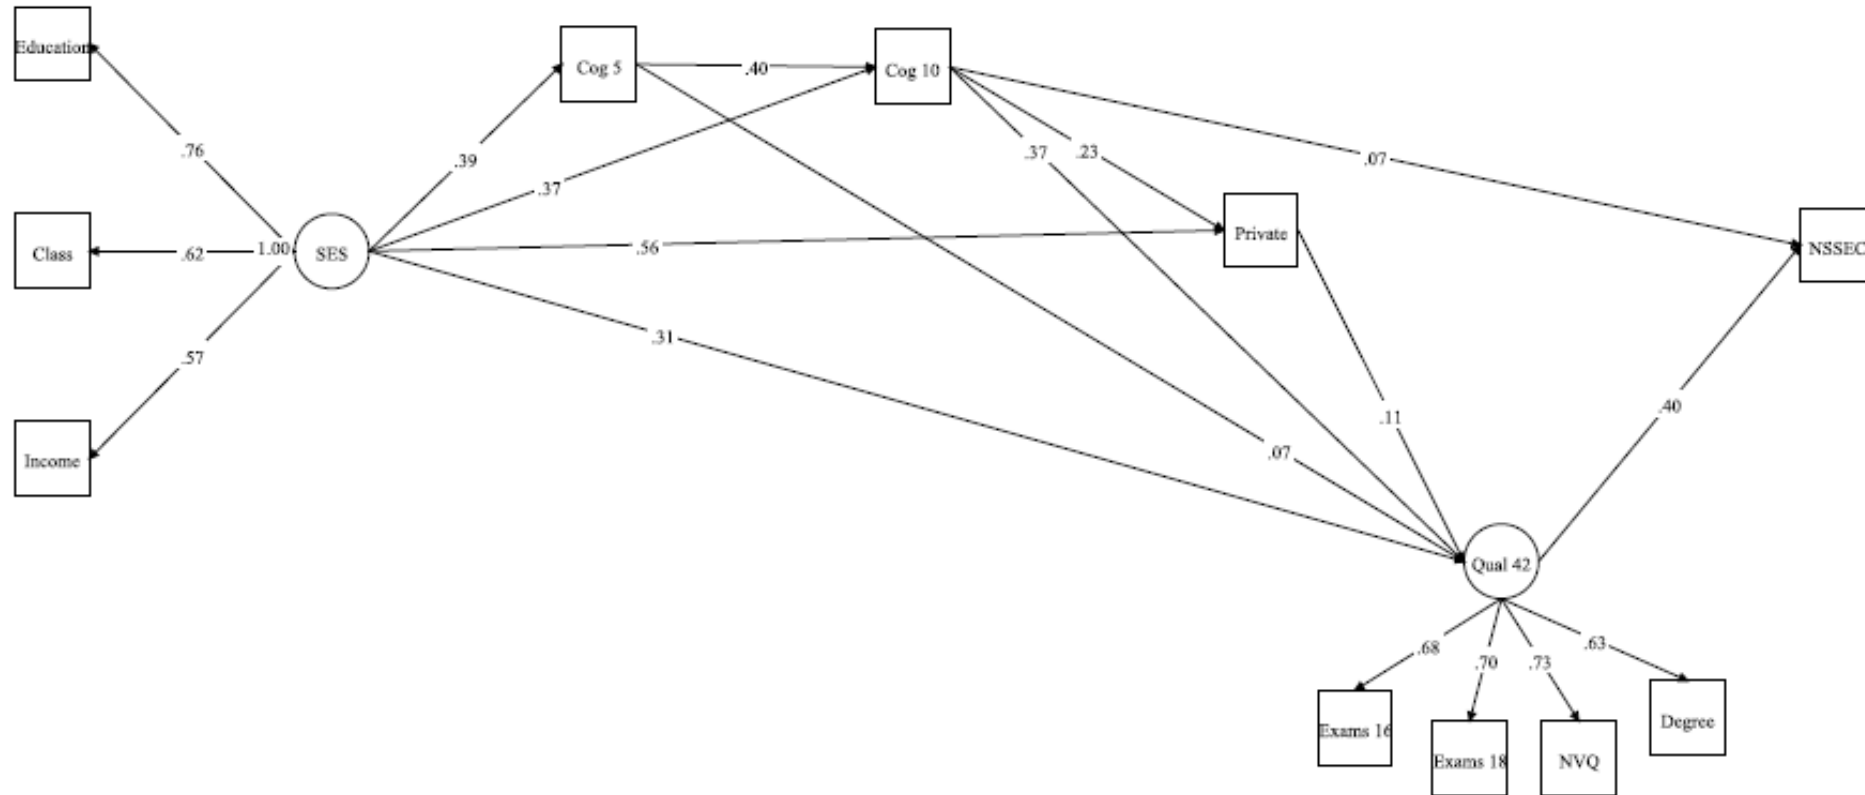 Education
Cog 5
Cog 10
.40
.76
.39
.37
.23
.07
.37
Private
NSSEC
Class
.62
1.00
SES
.56
.31
.57
.40
.11
.07
Income
Qual 42
.68
.70
.73
.63
Exams 16
Exams 18
NVQ
Degree